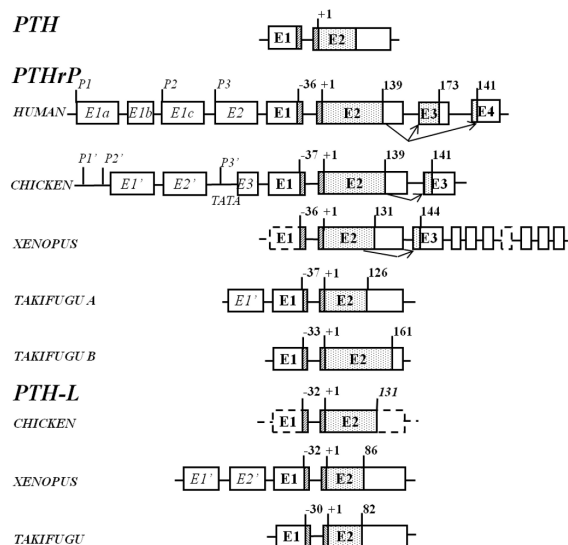 PTH
+1
E1 E2
PTHrP
P1 P2 P3 -36 +1 139 173 141
HUMAN E1a E1b E1c E2 E1 E2 E3 E4
P1' P2' P3' -37 +1 139 141
CHICKEN E1' E2' E3 E1 E2 E3
TATA
-36 +1 131 144
XENOPUS E1 E2 E3
-37 +1 126
TAKIFUGU A E1' E1 E2
-33 +1 161
TAKIFUGU B E1 E2
PTH-L
-32 +1 131
CHICKEN E1 E2
-32 +1 86
XENOPUS E1' E2' E1 E2
-30 +1 82
TAKIFUGU E1 E2